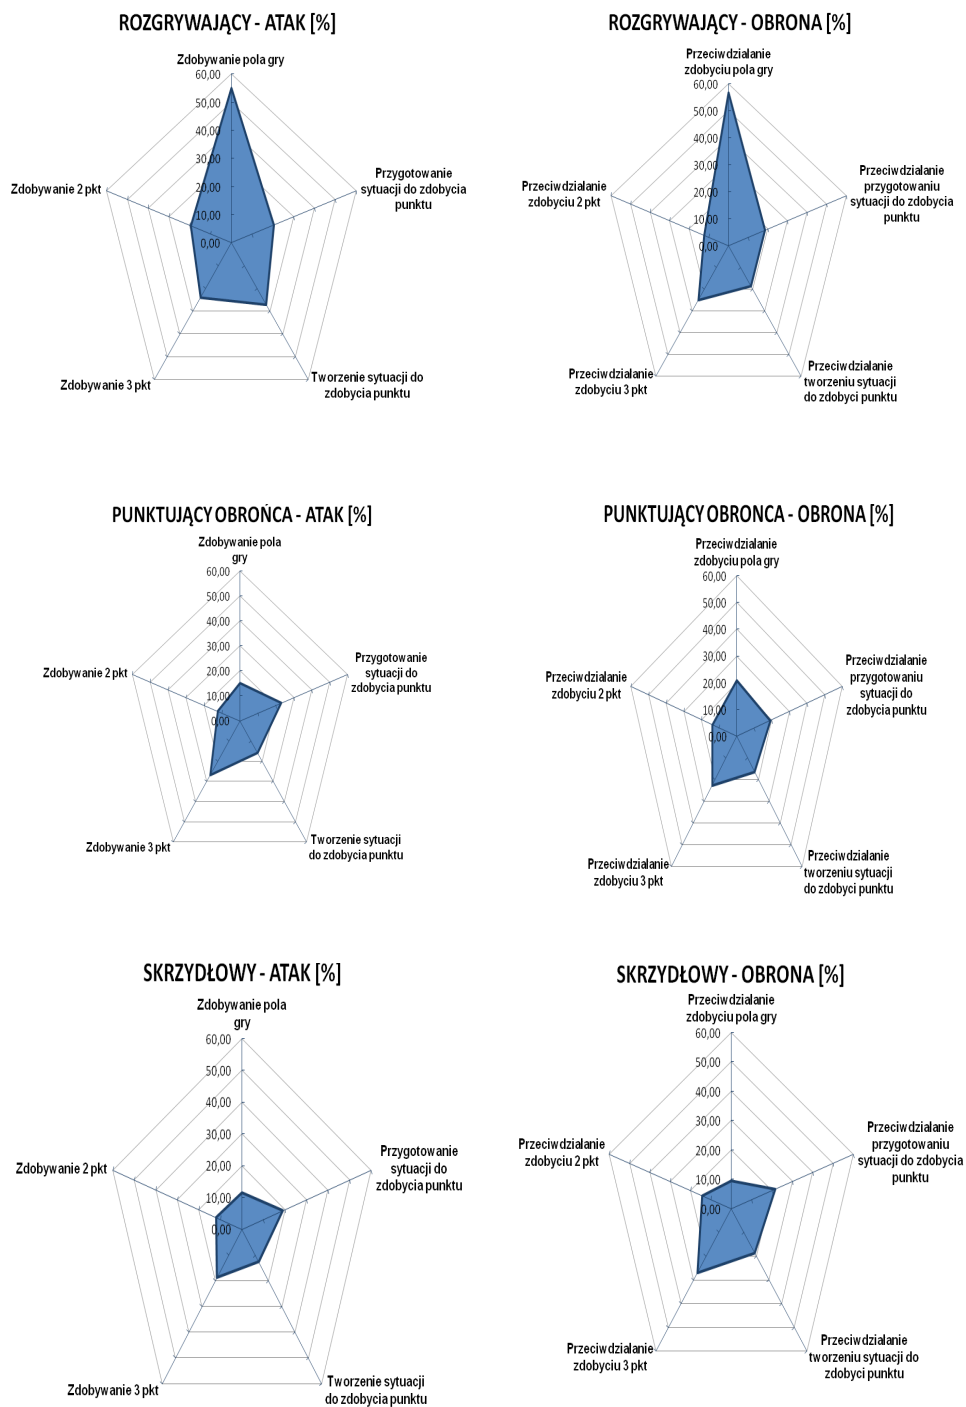 ROZGRYWAJĄCY - ATAK [%]
Zdobywanie pola gry
60,00
50,00
40,00
30,00
20,00
10,00
0,00
Przygotowanie
sytuacji do zdobycia
punktu
Tworzenie sytuacji do
zdobycia punktu
Zdobywanie 3 pkt
Zdobywanie 2 pkt
ROZGRYWAJĄCY - OBRONA [%]
Przeciwdzialanie
zdobyciu pola gry
60,00
50,00
40,00
30,00
20,00
10,00
0,00
Przeciwdziałanie
przygotowaniu
sytuacji do zdobycia
punktu
Przeciwdziałanie
tworzeniu sytuacji
do zdobyci punktu
Przeciwdziałanie
zdobyciu 3 pkt
Przeciwdziałanie
zdobyciu 2 pkt
PUNKTUJĄCY OBROŃCA - ATAK [%]
Zdobywanie pola
gry
60,00
50,00
40,00
30,00
20,00
10,00
0,00
Przygotowanie
sytuacji do
zdobycia punktu
Tworzenie sytuacji
do zdobycia punktu
Zdobywanie 3 pkt
Zdobywanie 2 pkt
PUNKTUJĄCY OBRONCA - OBRONA [%]
Przeciwdzialanie
zdobyciu pola gry
60,00
50,00
40,00
30,00
20,00
10,00
0,00
Przeciwdziałanie
przygotowaniu
sytuacji do
zdobycia punktu
Przeciwdziałanie
tworzeniu sytuacji
do zdobyci punktu
Przeciwdziałanie
zdobyciu 3 pkt
Przeciwdziałanie
zdobyciu 2 pkt
SKRZYDŁOWY - ATAK [%]
Zdobywanie pola
gry
60,00
50,00
40,00
30,00
20,00
10,00
0,00
Przygotowanie
sytuacji do
zdobycia punktu
Tworzenie sytuacji
do zdobycia punktu
Zdobywanie 3 pkt
Zdobywanie 2 pkt
SKRZYDŁOWY - OBRONA [%]
Przeciwdzialanie
zdobyciu pola gry
60,00
50,00
40,00
30,00
20,00
10,00
0,00
Przeciwdziałanie
przygotowaniu
sytuacji do zdobycia
punktu
Przeciwdziałanie
tworzeniu sytuacji do
zdobyci punktu
Przeciwdziałanie
zdobyciu 3 pkt
Przeciwdziałanie
zdobyciu 2 pkt